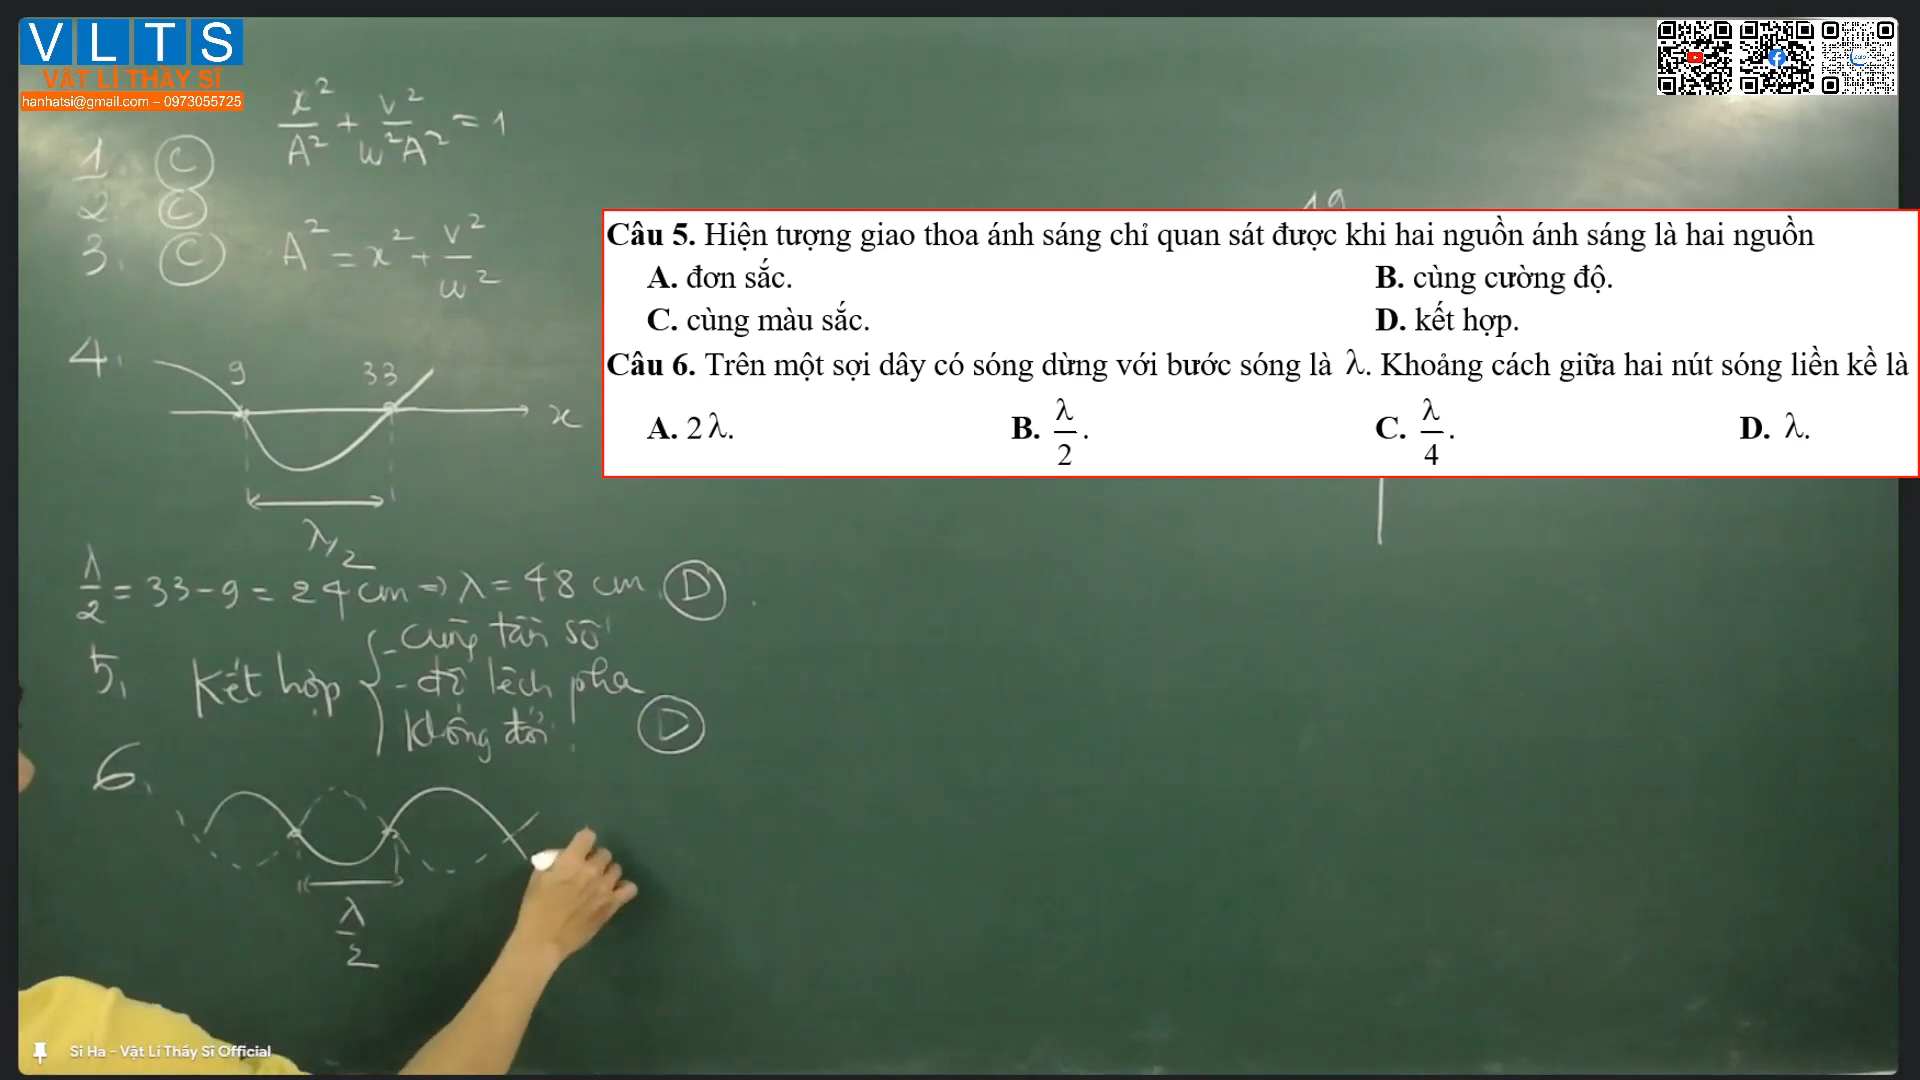 VLTS
VẬT LÍ THẦY SĨ
hanhatsi@gmail.com – 0973055725
x²/A² + v²/w²A² = 1
1 C
2. C
3. C A² = x² + v²/w²
19
Câu 5. Hiện tượng giao thoa ánh sáng chỉ quan sát được khi hai nguồn ánh sáng là hai nguồn
A. đơn sắc. B. cùng cường độ.
C. cùng màu sắc. D. kết hợp.
Câu 6. Trên một sợi dây có sóng dừng với bước sóng là λ. Khoảng cách giữa hai nút sóng liền kề là
A. 2λ. B. λ/2. C. λ/4. D. λ.
4. 9 33
x
λ/2
λ/2 = 33 - 9 = 24 cm ⇒ λ = 48 cm. D
5, Kết hợp - cùng tần số
- độ lệch pha
không đổi. D
6.
λ/2
Sĩ Ha - Vật Lí Thầy Sĩ Official